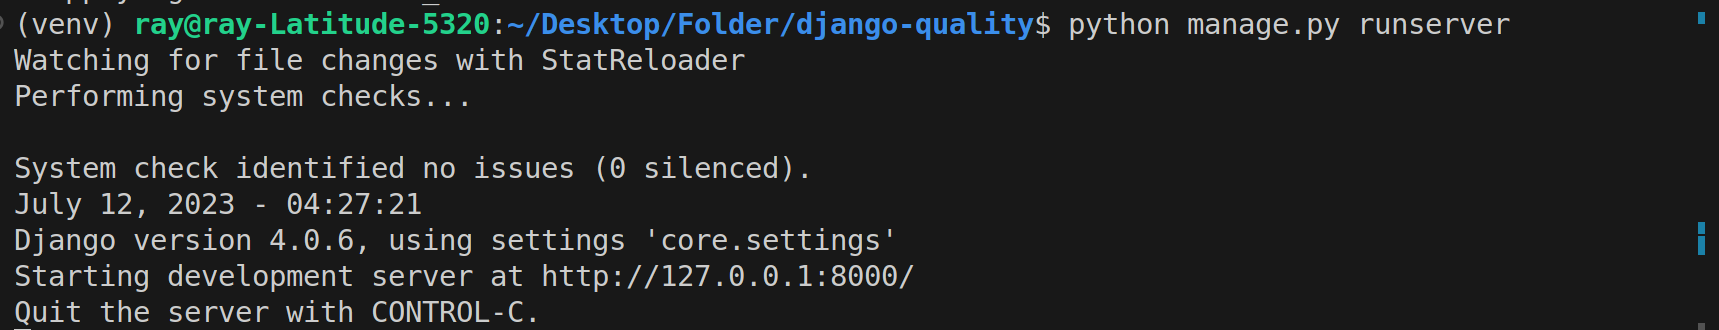 (venv) ray@ray-Latitude-5320:~/Desktop/Folder/django-quality$ python manage.py runserver
Watching for file changes with StatReloader
Performing system checks...
System check identified no issues (0 silenced).
July 12, 2023 - 04:27:21
Django version 4.0.6, using settings 'core.settings'
Starting development server at http://127.0.0.1:8000/
Quit the server with CONTROL-C.